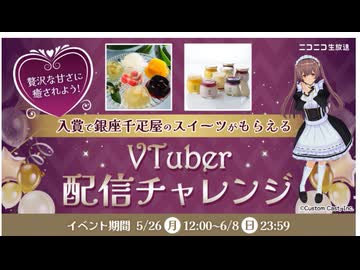 ニコニコ生放送
贅沢な甘さに
癒されよう!
入賞で銀座千疋屋のスイーツがもらえる
VTuber
配信チャレンジ
©Custom Cast Inc.
イベント期間 5/26 月 12:00~6/8 日 23:59